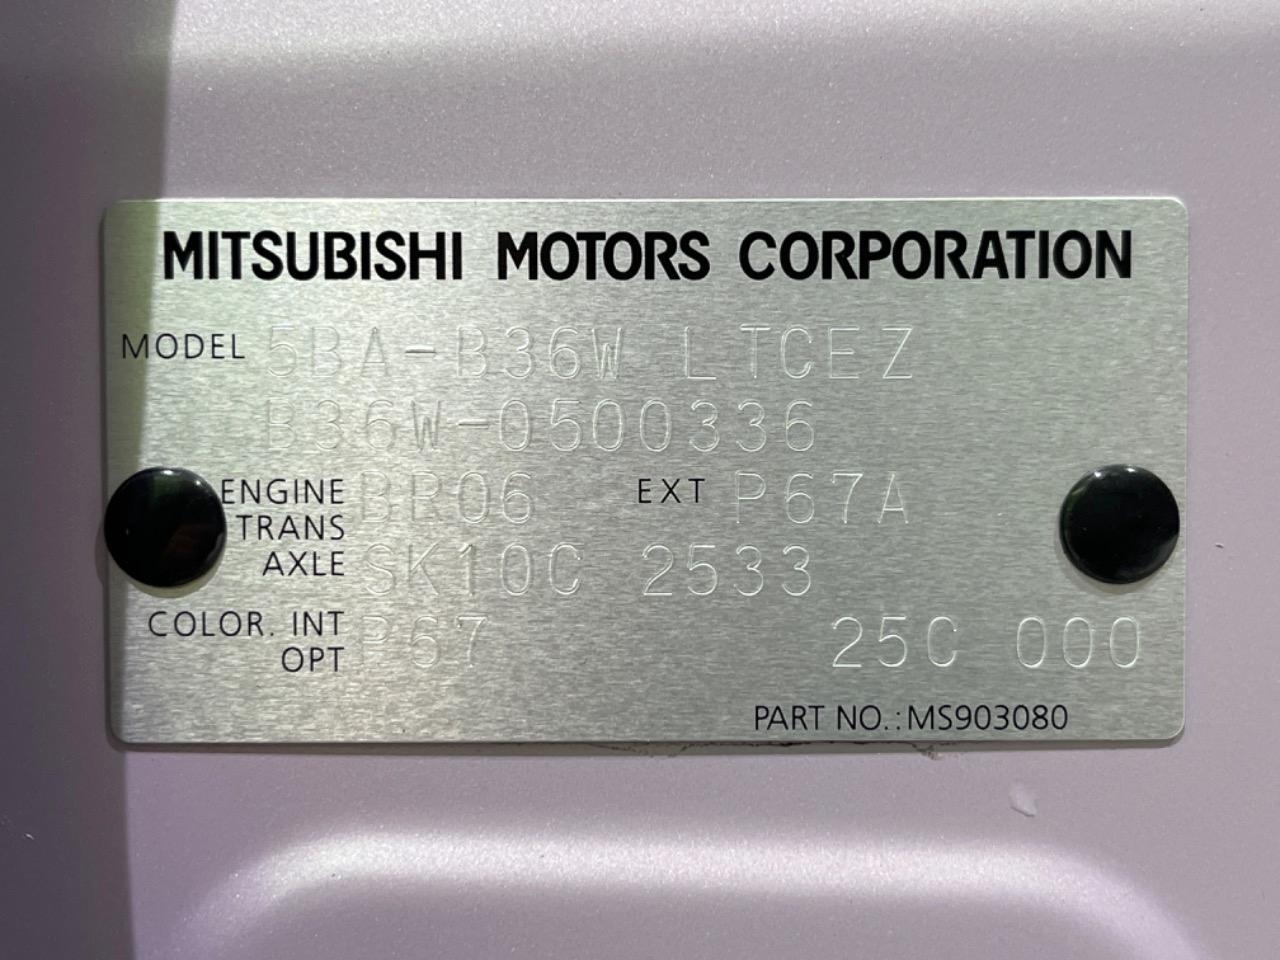 MITSUBISHI MOTORS CORPORATION
MODEL 5BA-B36W LTCEZ
B36W-0500336
ENGINE BR06 EXT P67A
TRANS
AXLE SK10C 2533
COLOR. INT P67 25C 000
OPT
PART NO.:MS903080